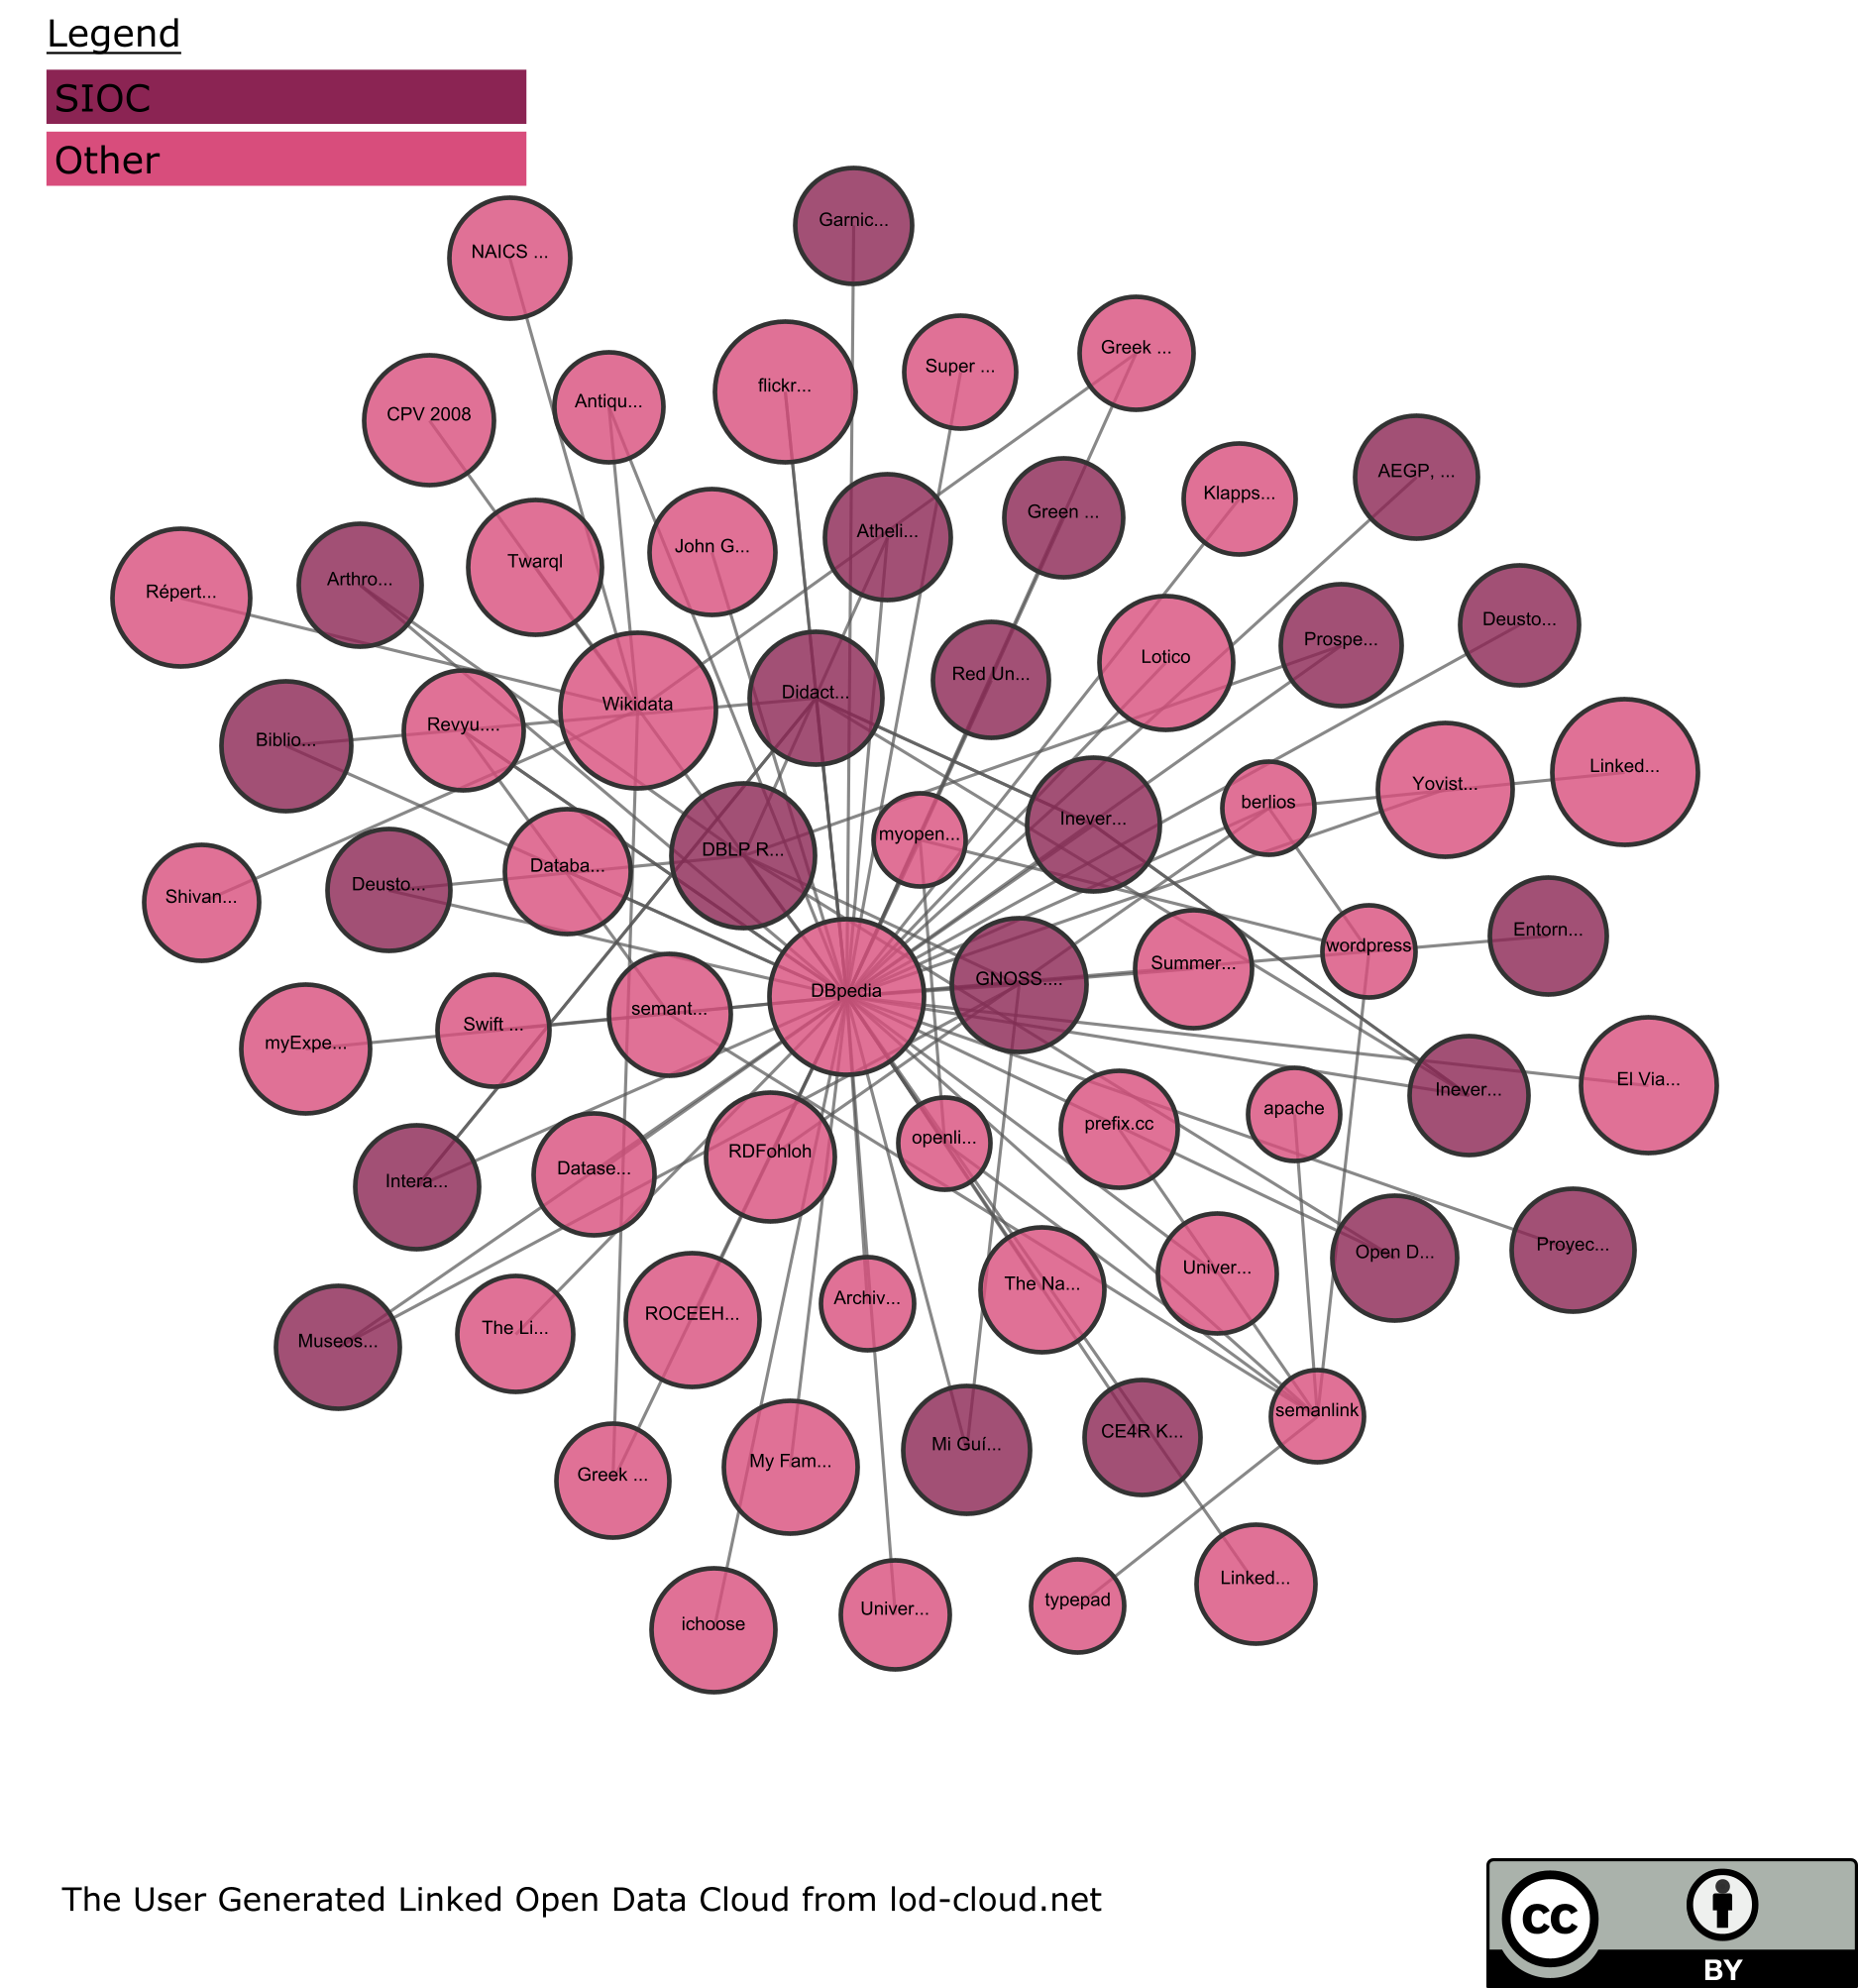 Legend
SIOC
Other
Garnic...
NAICS ...
Greek ...
Super ...
flickr...
Antiqu...
CPV 2008
AEGP, ...
Klapps...
Green ...
Atheli...
John G...
Twarql
Arthro...
Répert...
Deusto...
Prospe...
Lotico
Red Un...
Didact...
Wikidata
Revyu....
Biblio...
Linked...
Yovist...
berlios
Inever...
myopen...
DBLP R...
Databa...
Deusto...
Shivan...
Entorn...
wordpress
Summer...
GNOSS....
DBpedia
semant...
Swift ...
myExpe...
El Via...
Inever...
apache
prefix.cc
openli...
RDFohloh
Datase...
Intera...
Proyec...
Open D...
Univer...
The Na...
Archiv...
ROCEEH...
The Li...
Museos...
semanlink
CE4R K...
Mi Guí...
My Fam...
Greek ...
Linked...
typepad
Univer...
ichoose
The User Generated Linked Open Data Cloud from lod-cloud.net
cc
BY